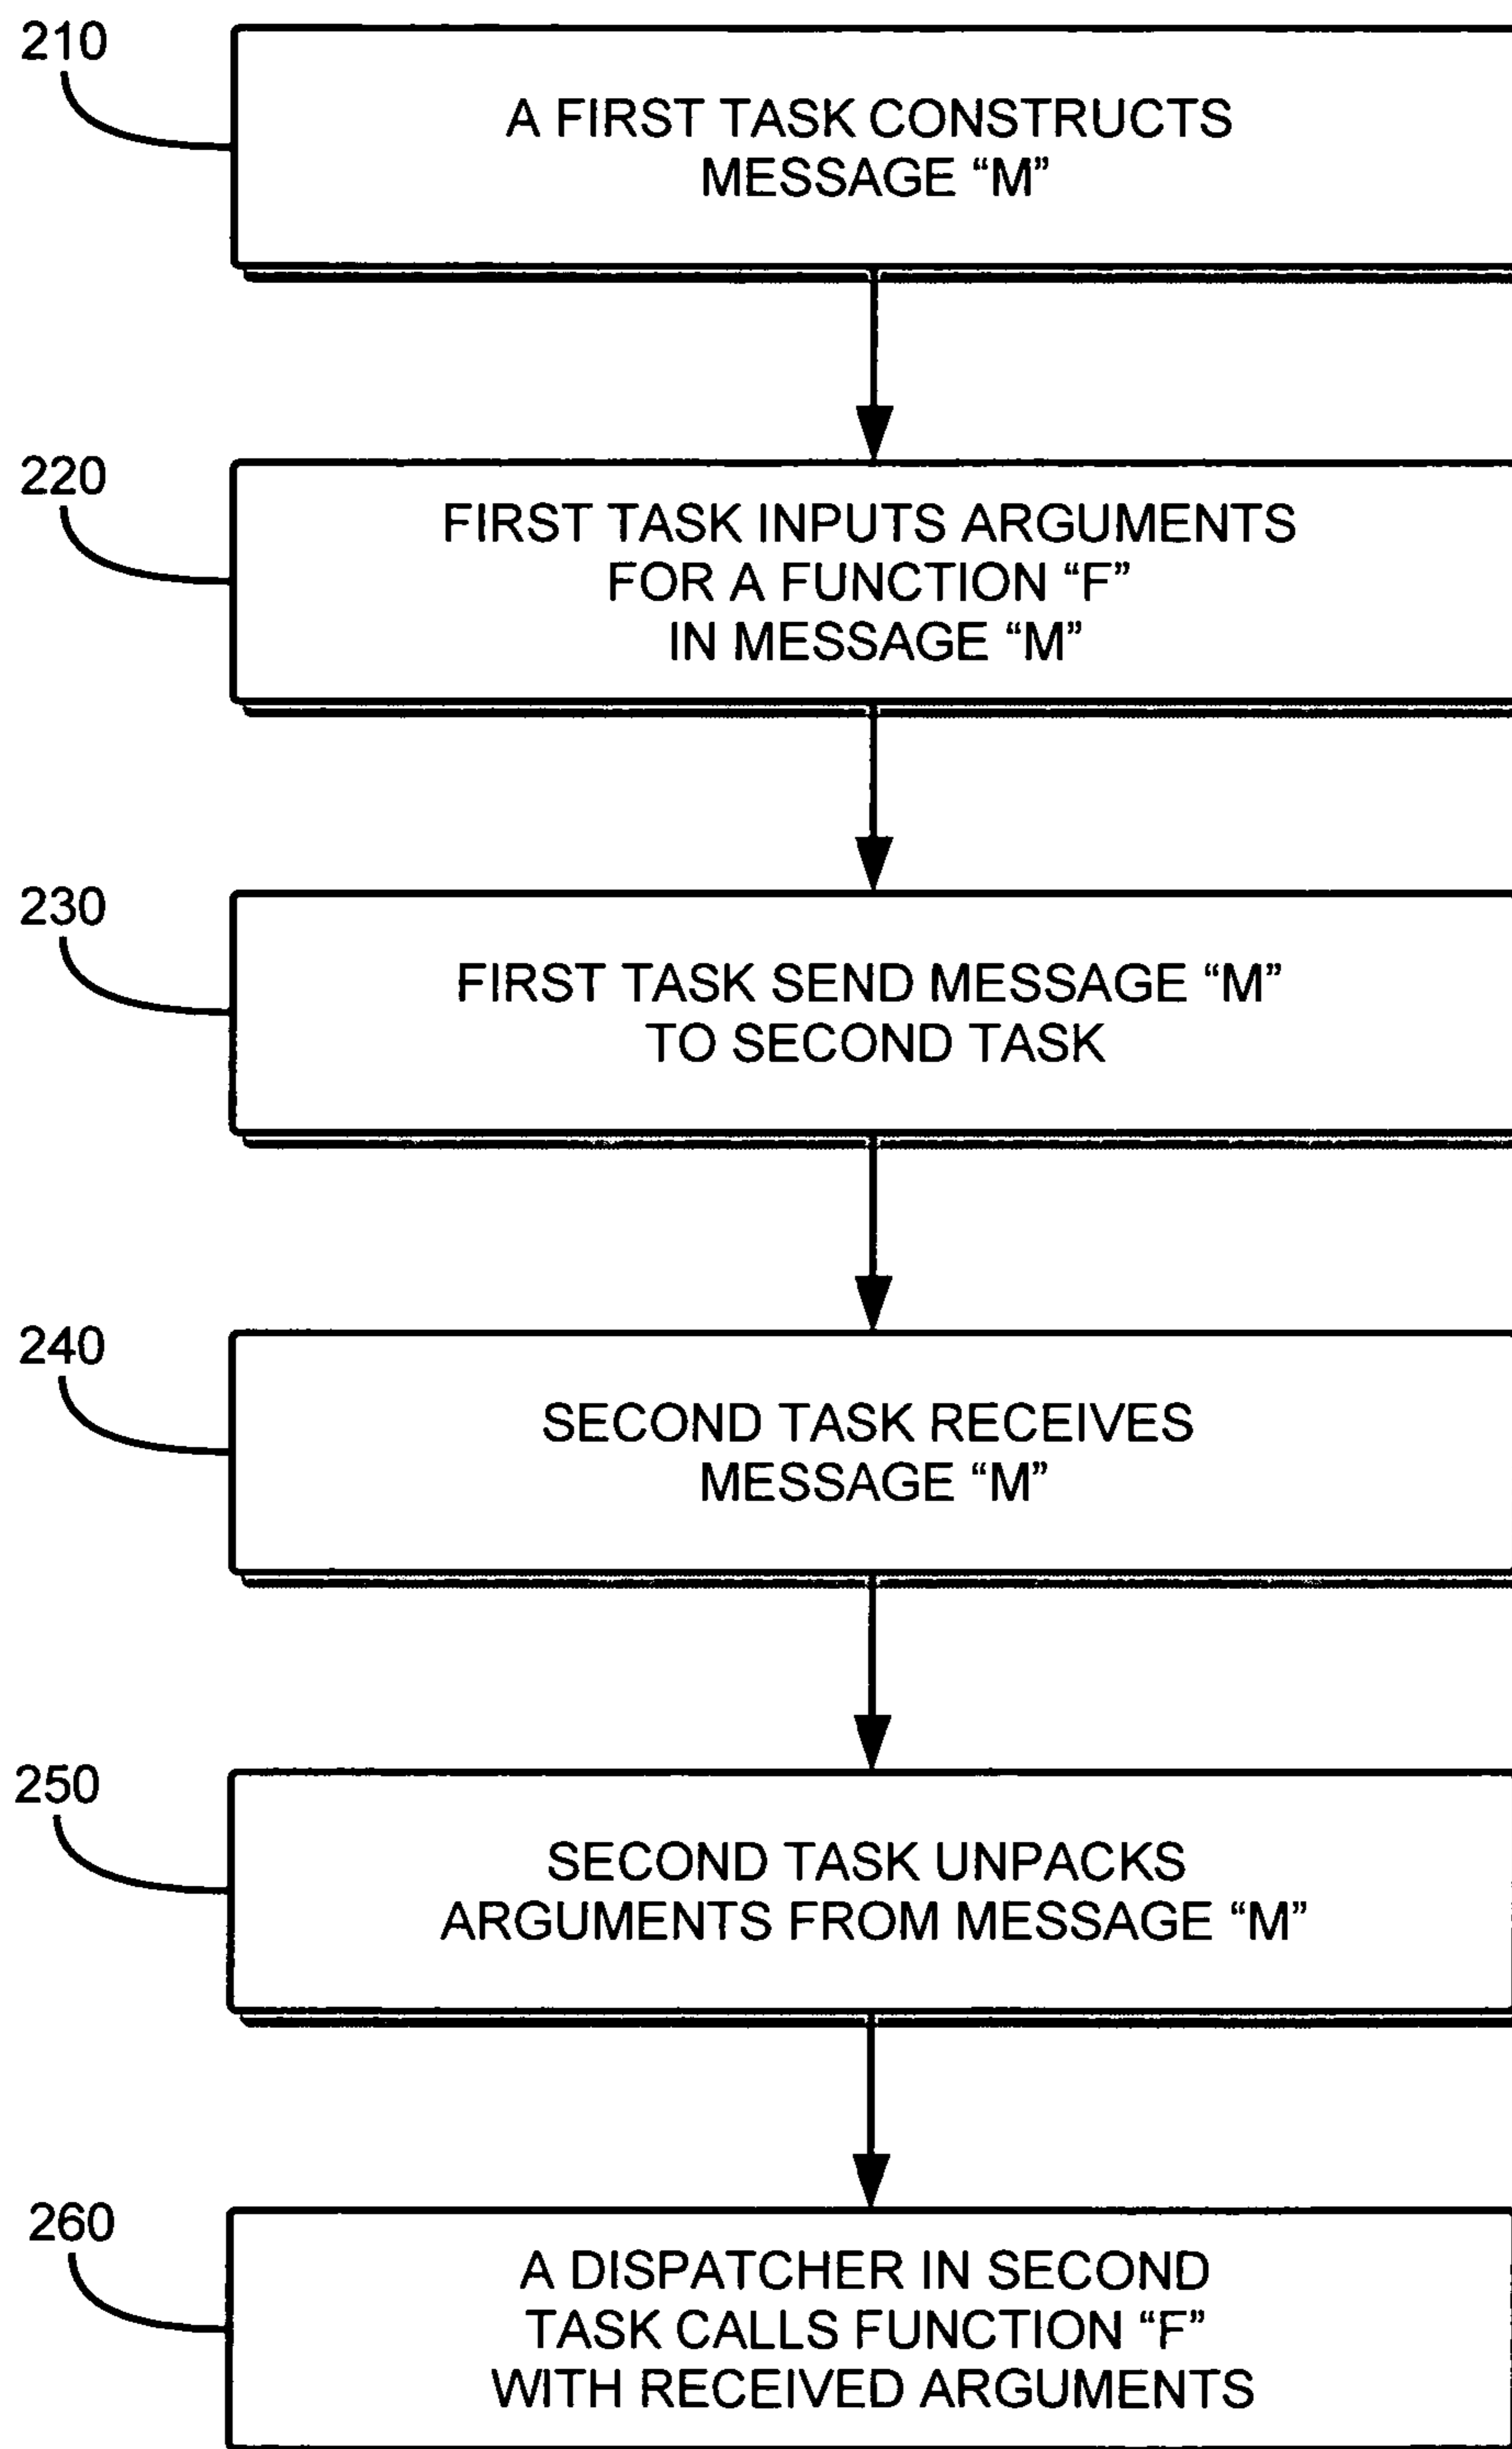 210
A FIRST TASK CONSTRUCTS
MESSAGE “M”
220
FIRST TASK INPUTS ARGUMENTS
FOR A FUNCTION “F”
IN MESSAGE “M”
230
FIRST TASK SEND MESSAGE “M”
TO SECOND TASK
240
SECOND TASK RECEIVES
MESSAGE “M”
250
SECOND TASK UNPACKS
ARGUMENTS FROM MESSAGE “M”
260
A DISPATCHER IN SECOND
TASK CALLS FUNCTION “F”
WITH RECEIVED ARGUMENTS